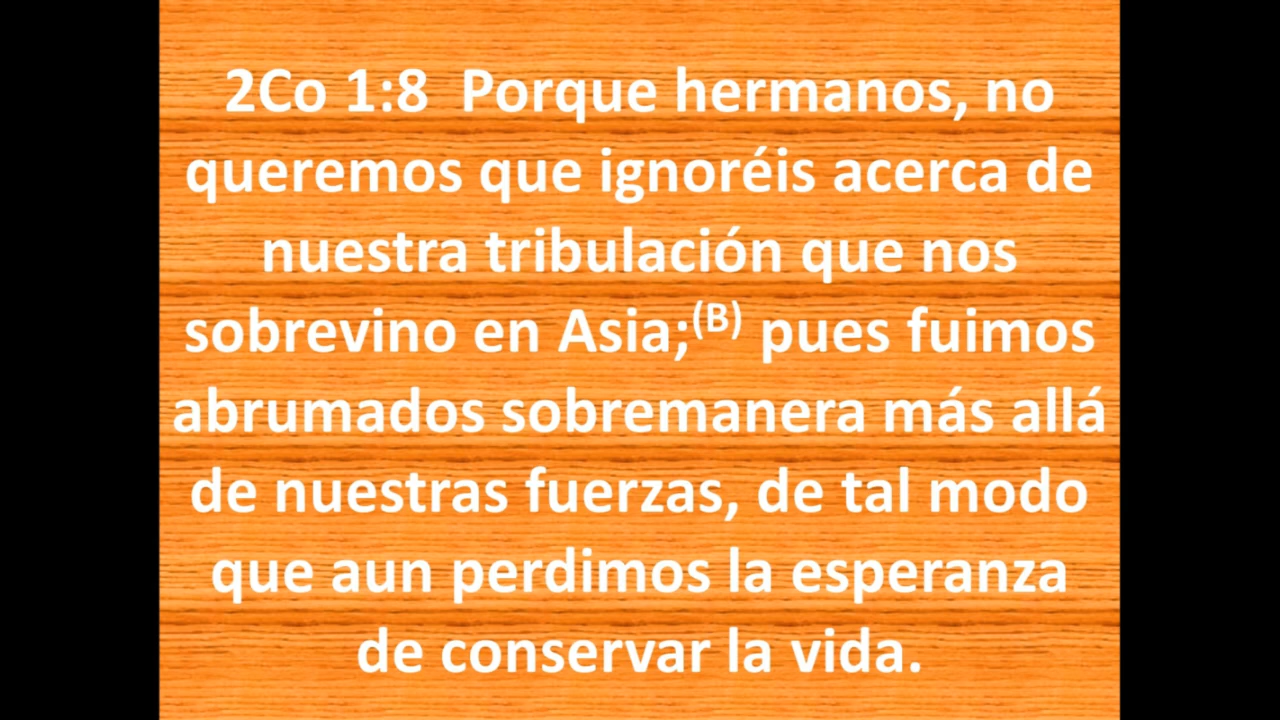 2Co 1:8  Porque hermanos, no
queremos que ignoréis acerca de
nuestra tribulación que nos
sobrevino en Asia;(B) pues fuimos
abrumados sobremanera más allá
de nuestras fuerzas, de tal modo
que aun perdimos la esperanza
de conservar la vida.